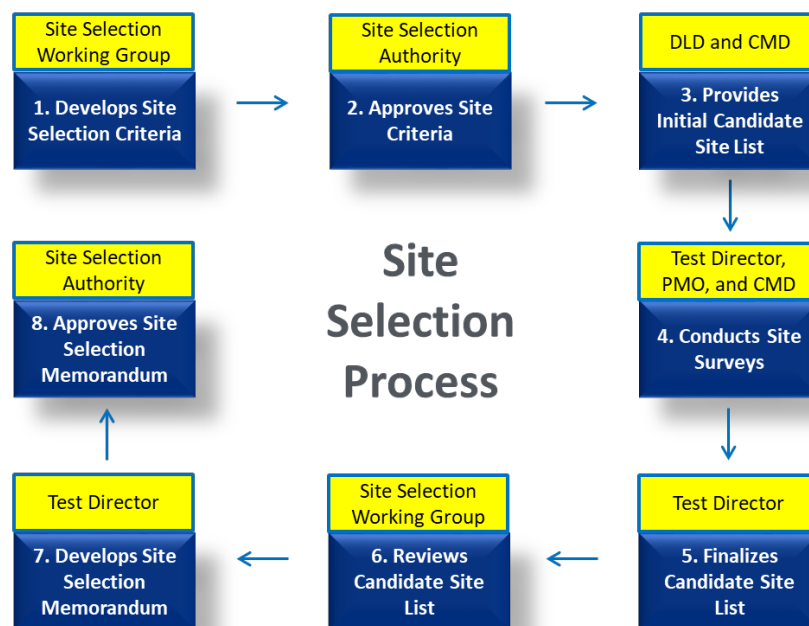 Site Selection
Working Group
1. Develops Site
Selection Criteria
Site Selection
Authority
2. Approves Site
Criteria
DLD and CMD
3. Provides
Initial Candidate
Site List
Test Director,
PMO, and CMD
4. Conducts Site
Surveys
Test Director
5. Finalizes
Candidate Site
List
Site Selection
Working Group
6. Reviews
Candidate Site
List
Test Director
7. Develops Site
Selection
Memorandum
Site Selection
Authority
8. Approves Site
Selection
Memorandum
Site
Selection
Process